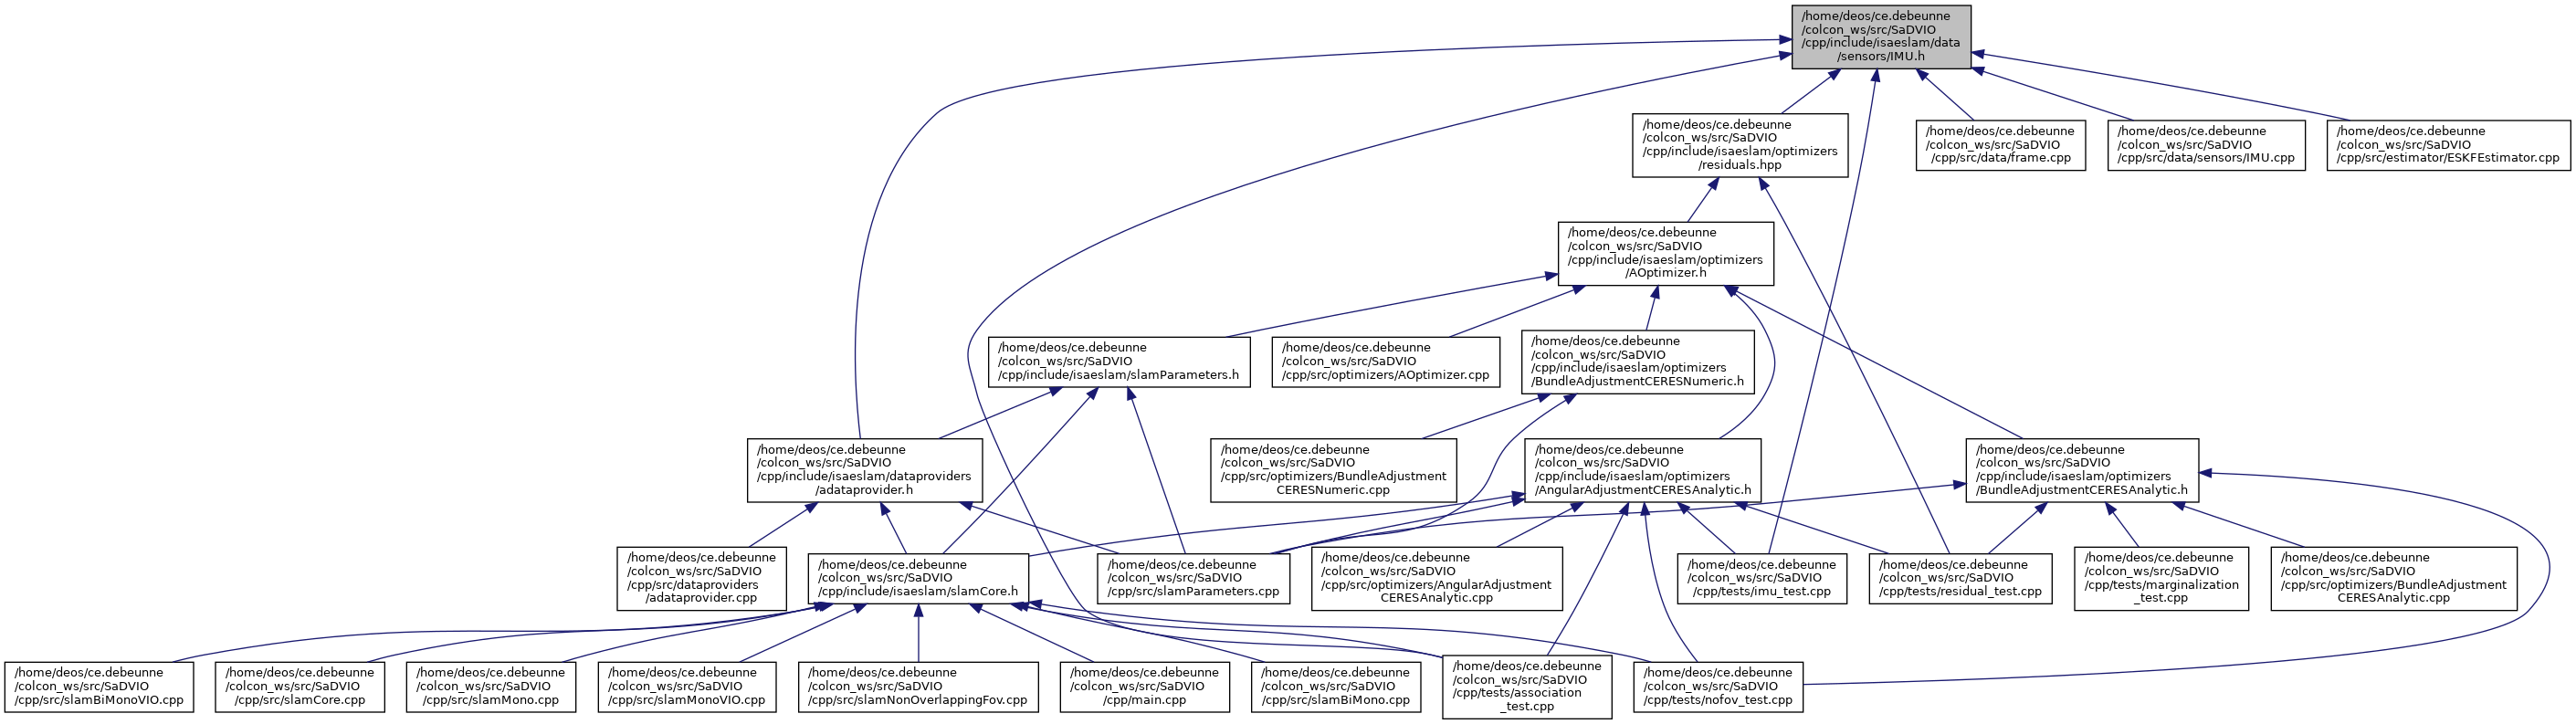 /home/deos/ce.debeunne
/colcon_ws/src/SaDVIO
/cpp/include/isaeslam/data
/sensors/IMU.h
/home/deos/ce.debeunne
/colcon_ws/src/SaDVIO
/cpp/include/isaeslam/optimizers
/residuals.hpp
/home/deos/ce.debeunne
/colcon_ws/src/SaDVIO
/cpp/src/data/frame.cpp
/home/deos/ce.debeunne
/colcon_ws/src/SaDVIO
/cpp/src/data/sensors/IMU.cpp
/home/deos/ce.debeunne
/colcon_ws/src/SaDVIO
/cpp/src/estimator/ESKFEstimator.cpp
/home/deos/ce.debeunne
/colcon_ws/src/SaDVIO
/cpp/include/isaeslam/optimizers
/AOptimizer.h
/home/deos/ce.debeunne
/colcon_ws/src/SaDVIO
/cpp/include/isaeslam/slamParameters.h
/home/deos/ce.debeunne
/colcon_ws/src/SaDVIO
/cpp/src/optimizers/AOptimizer.cpp
/home/deos/ce.debeunne
/colcon_ws/src/SaDVIO
/cpp/include/isaeslam/optimizers
/BundleAdjustmentCERESNumeric.h
/home/deos/ce.debeunne
/colcon_ws/src/SaDVIO
/cpp/include/isaeslam/dataproviders
/adataprovider.h
/home/deos/ce.debeunne
/colcon_ws/src/SaDVIO
/cpp/src/optimizers/BundleAdjustment
CERESNumeric.cpp
/home/deos/ce.debeunne
/colcon_ws/src/SaDVIO
/cpp/include/isaeslam/optimizers
/AngularAdjustmentCERESAnalytic.h
/home/deos/ce.debeunne
/colcon_ws/src/SaDVIO
/cpp/include/isaeslam/optimizers
/BundleAdjustmentCERESAnalytic.h
/home/deos/ce.debeunne
/colcon_ws/src/SaDVIO
/cpp/src/dataproviders
/adataprovider.cpp
/home/deos/ce.debeunne
/colcon_ws/src/SaDVIO
/cpp/include/isaeslam/slamCore.h
/home/deos/ce.debeunne
/colcon_ws/src/SaDVIO
/cpp/src/slamParameters.cpp
/home/deos/ce.debeunne
/colcon_ws/src/SaDVIO
/cpp/src/optimizers/AngularAdjustment
CERESAnalytic.cpp
/home/deos/ce.debeunne
/colcon_ws/src/SaDVIO
/cpp/tests/imu_test.cpp
/home/deos/ce.debeunne
/colcon_ws/src/SaDVIO
/cpp/tests/residual_test.cpp
/home/deos/ce.debeunne
/colcon_ws/src/SaDVIO
/cpp/tests/marginalization
_test.cpp
/home/deos/ce.debeunne
/colcon_ws/src/SaDVIO
/cpp/src/optimizers/BundleAdjustment
CERESAnalytic.cpp
/home/deos/ce.debeunne
/colcon_ws/src/SaDVIO
/cpp/src/slamBiMonoVIO.cpp
/home/deos/ce.debeunne
/colcon_ws/src/SaDVIO
/cpp/src/slamCore.cpp
/home/deos/ce.debeunne
/colcon_ws/src/SaDVIO
/cpp/src/slamMono.cpp
/home/deos/ce.debeunne
/colcon_ws/src/SaDVIO
/cpp/src/slamMonoVIO.cpp
/home/deos/ce.debeunne
/colcon_ws/src/SaDVIO
/cpp/src/slamNonOverlappingFov.cpp
/home/deos/ce.debeunne
/colcon_ws/src/SaDVIO
/cpp/main.cpp
/home/deos/ce.debeunne
/colcon_ws/src/SaDVIO
/cpp/src/slamBiMono.cpp
/home/deos/ce.debeunne
/colcon_ws/src/SaDVIO
/cpp/tests/association
_test.cpp
/home/deos/ce.debeunne
/colcon_ws/src/SaDVIO
/cpp/tests/nofov_test.cpp